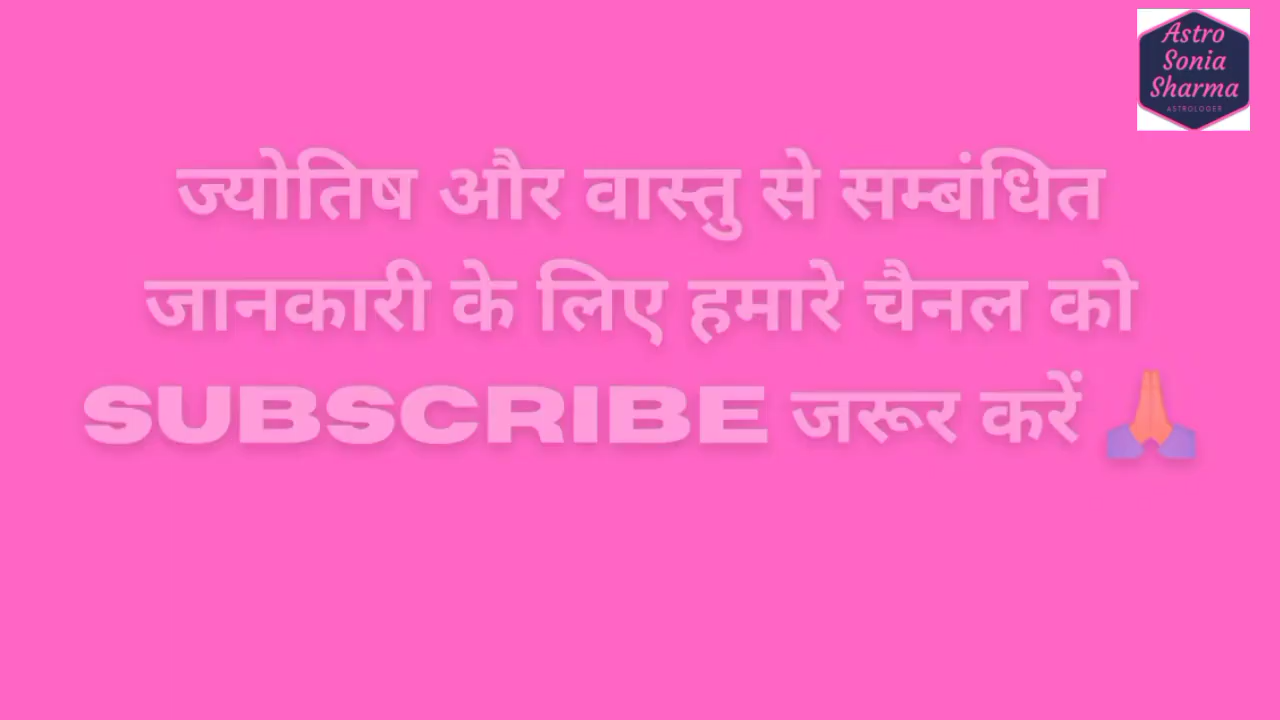 Astro
Sonia
Sharma
ASTROLOGER
ज्योतिष और वास्तु से सम्बंधित
जानकारी के लिए हमारे चैनल को
SUBSCRIBE जरूर करें 🙏